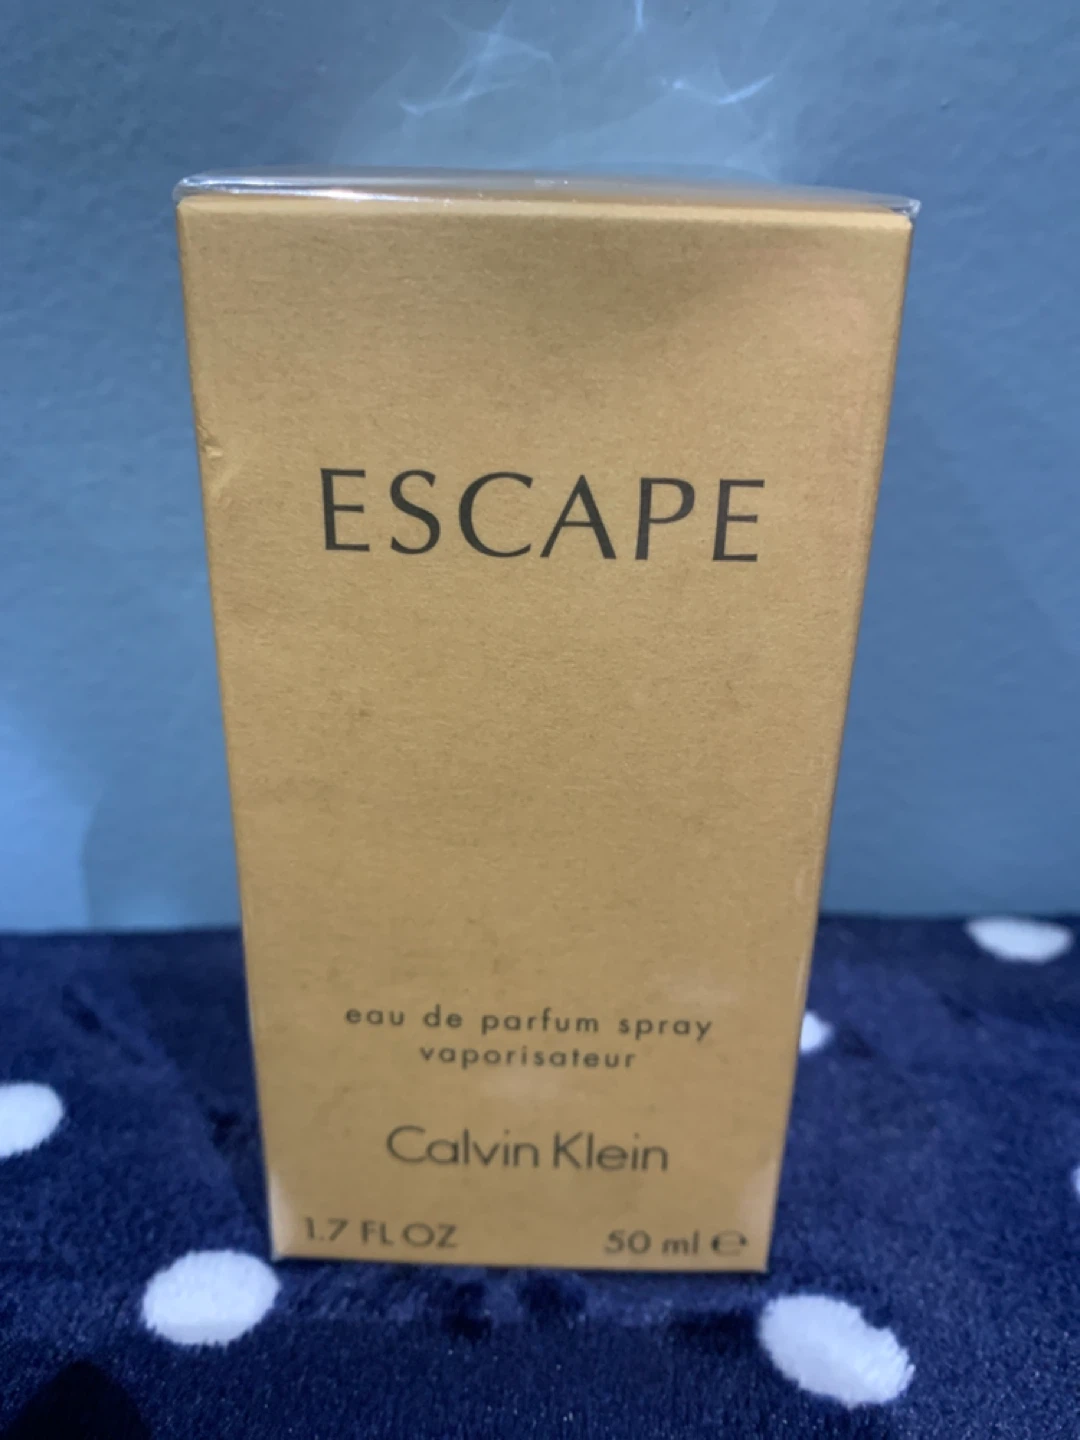 ESCAPE
eau de parfum spray
vaporisateur
Calvin Klein
1.7 FL OZ 50 ml ℮